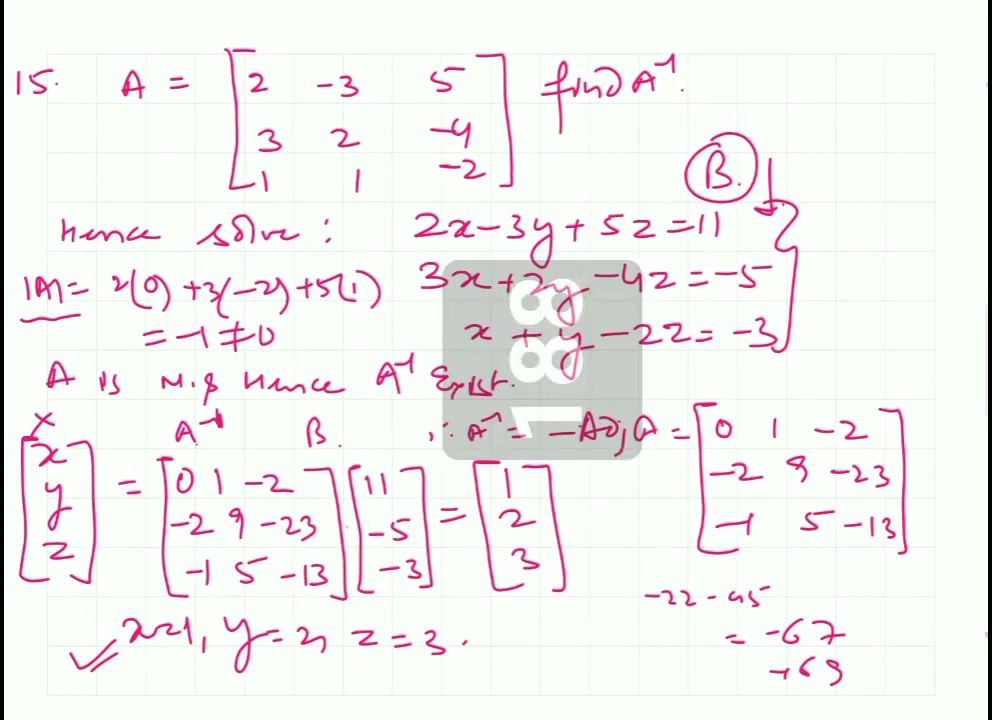 15. A = [2 -3 5] find A⁻¹.
[3 2 -4]
[1 1 -2]
B.
Hence solve : 2x-3y+5z=11
|A|= 2(0)+3(-2)+5(1) 3x+2y-4z=-5
= -1≠0 x+y-2z=-3
A is N.S Hence A⁻¹ Exist.
X A⁻¹ B. ∴ A⁻¹ = -Adj A = [0 1 -2]
[-2 9 -23]
[-1 5 -13]
[x] = [0 1 -2] [11] = [1]
[y] [-2 9 -23] [-5] [2]
[z] [-1 5 -13] [-3] [3]
-22-45
= -67
+69
x=1, y=2, z=3.
188